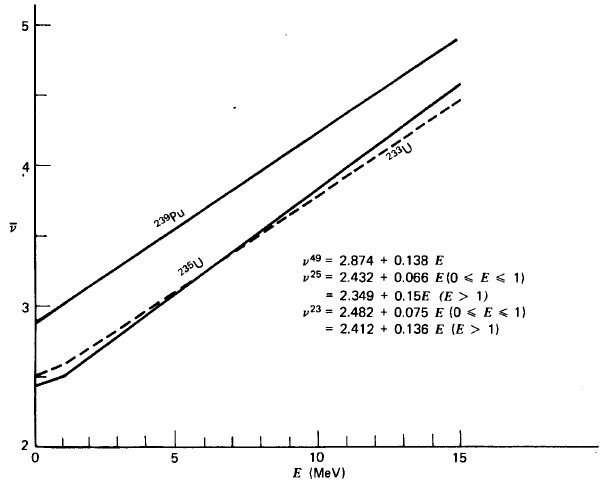 5
4
ν̅
3
2
²³⁹Pu
²³⁵U
²³³U
ν⁴⁹ = 2.874 + 0.138 E
ν²⁵ = 2.432 + 0.066 E (0 ⩽ E ⩽ 1)
= 2.349 + 0.15E (E > 1)
ν²³ = 2.482 + 0.075 E (0 ⩽ E ⩽ 1)
= 2.412 + 0.136 E (E > 1)
0 5 10 15
E (MeV)